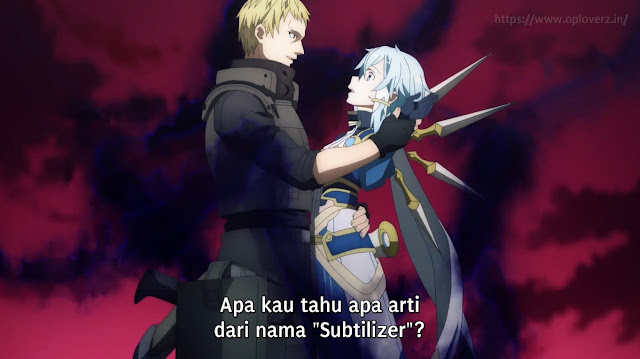 https://www.oploverz.in/
Apa kau tahu apa arti
dari nama "Subtilizer"?